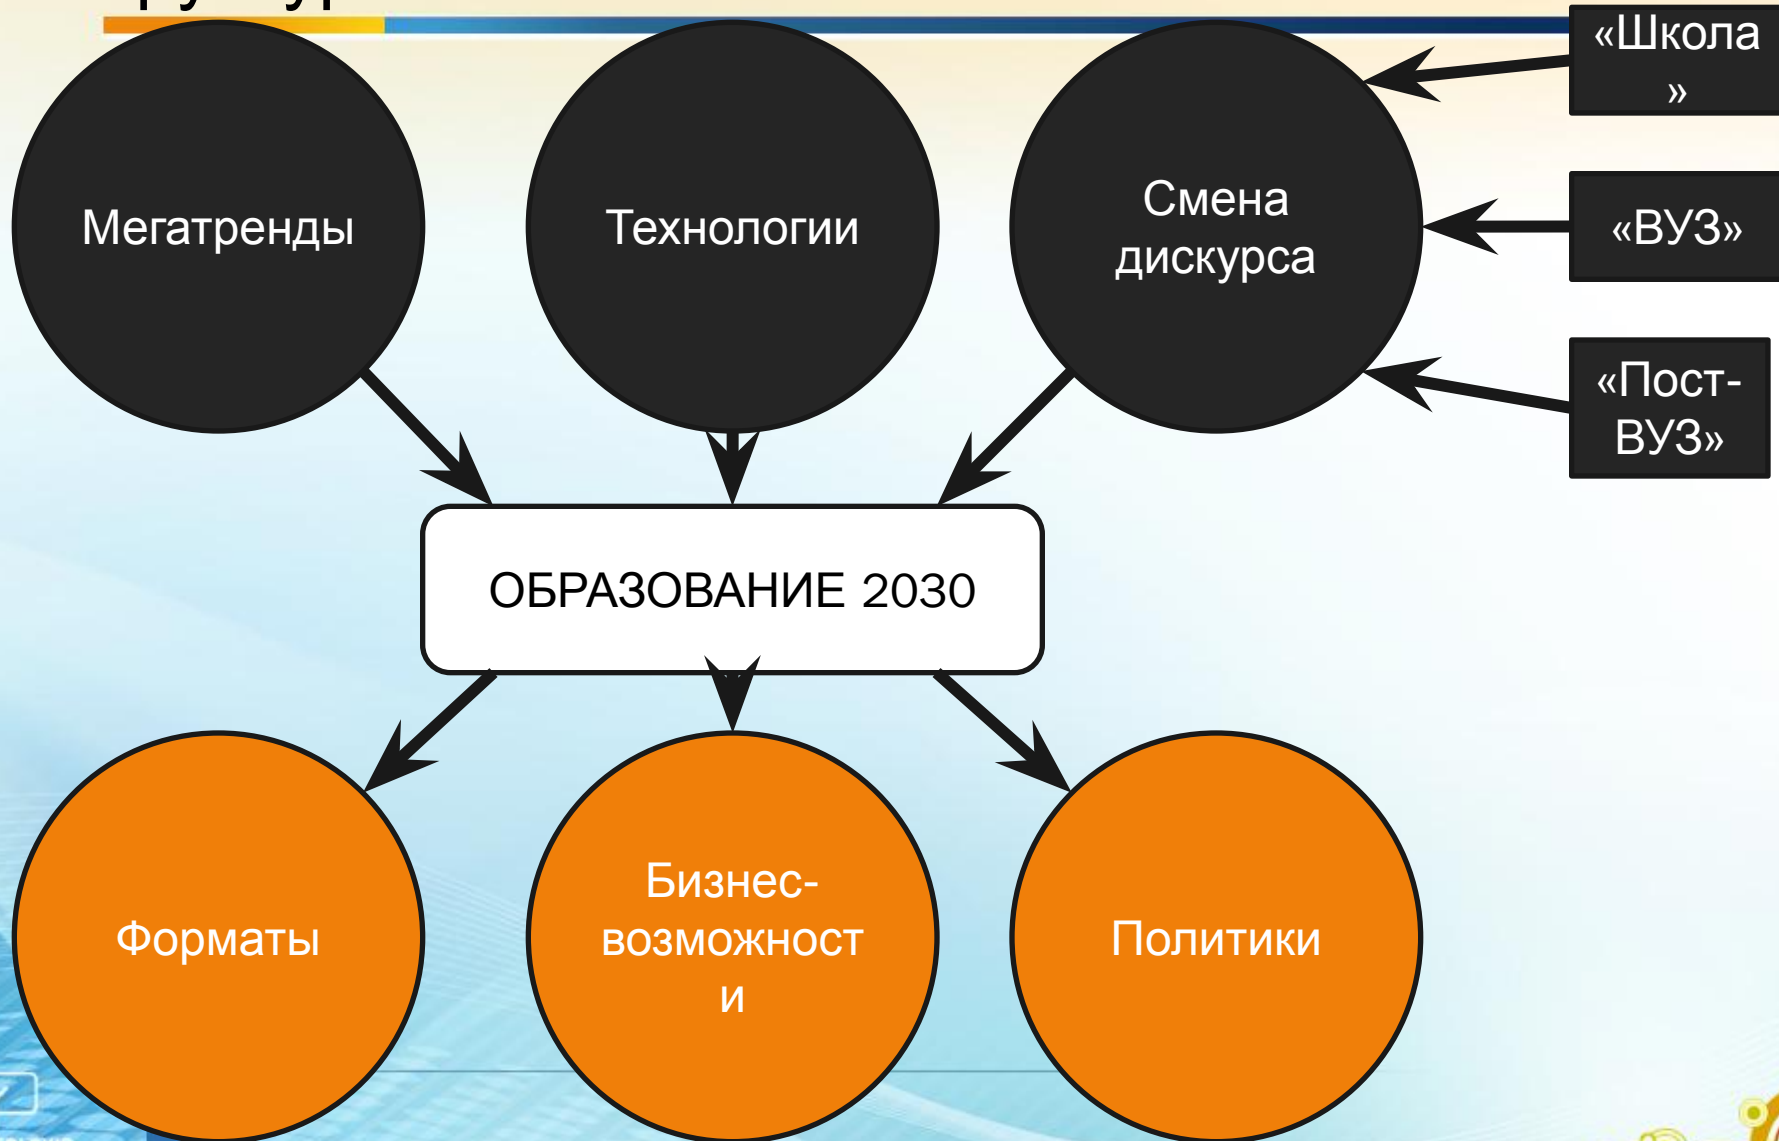 «Школа
»
Мегатренды
Технологии
Смена
дискурса
«ВУЗ»
«Пост-
ВУЗ»
ОБРАЗОВАНИЕ 2030
Форматы
Бизнес-
возможност
и
Политики